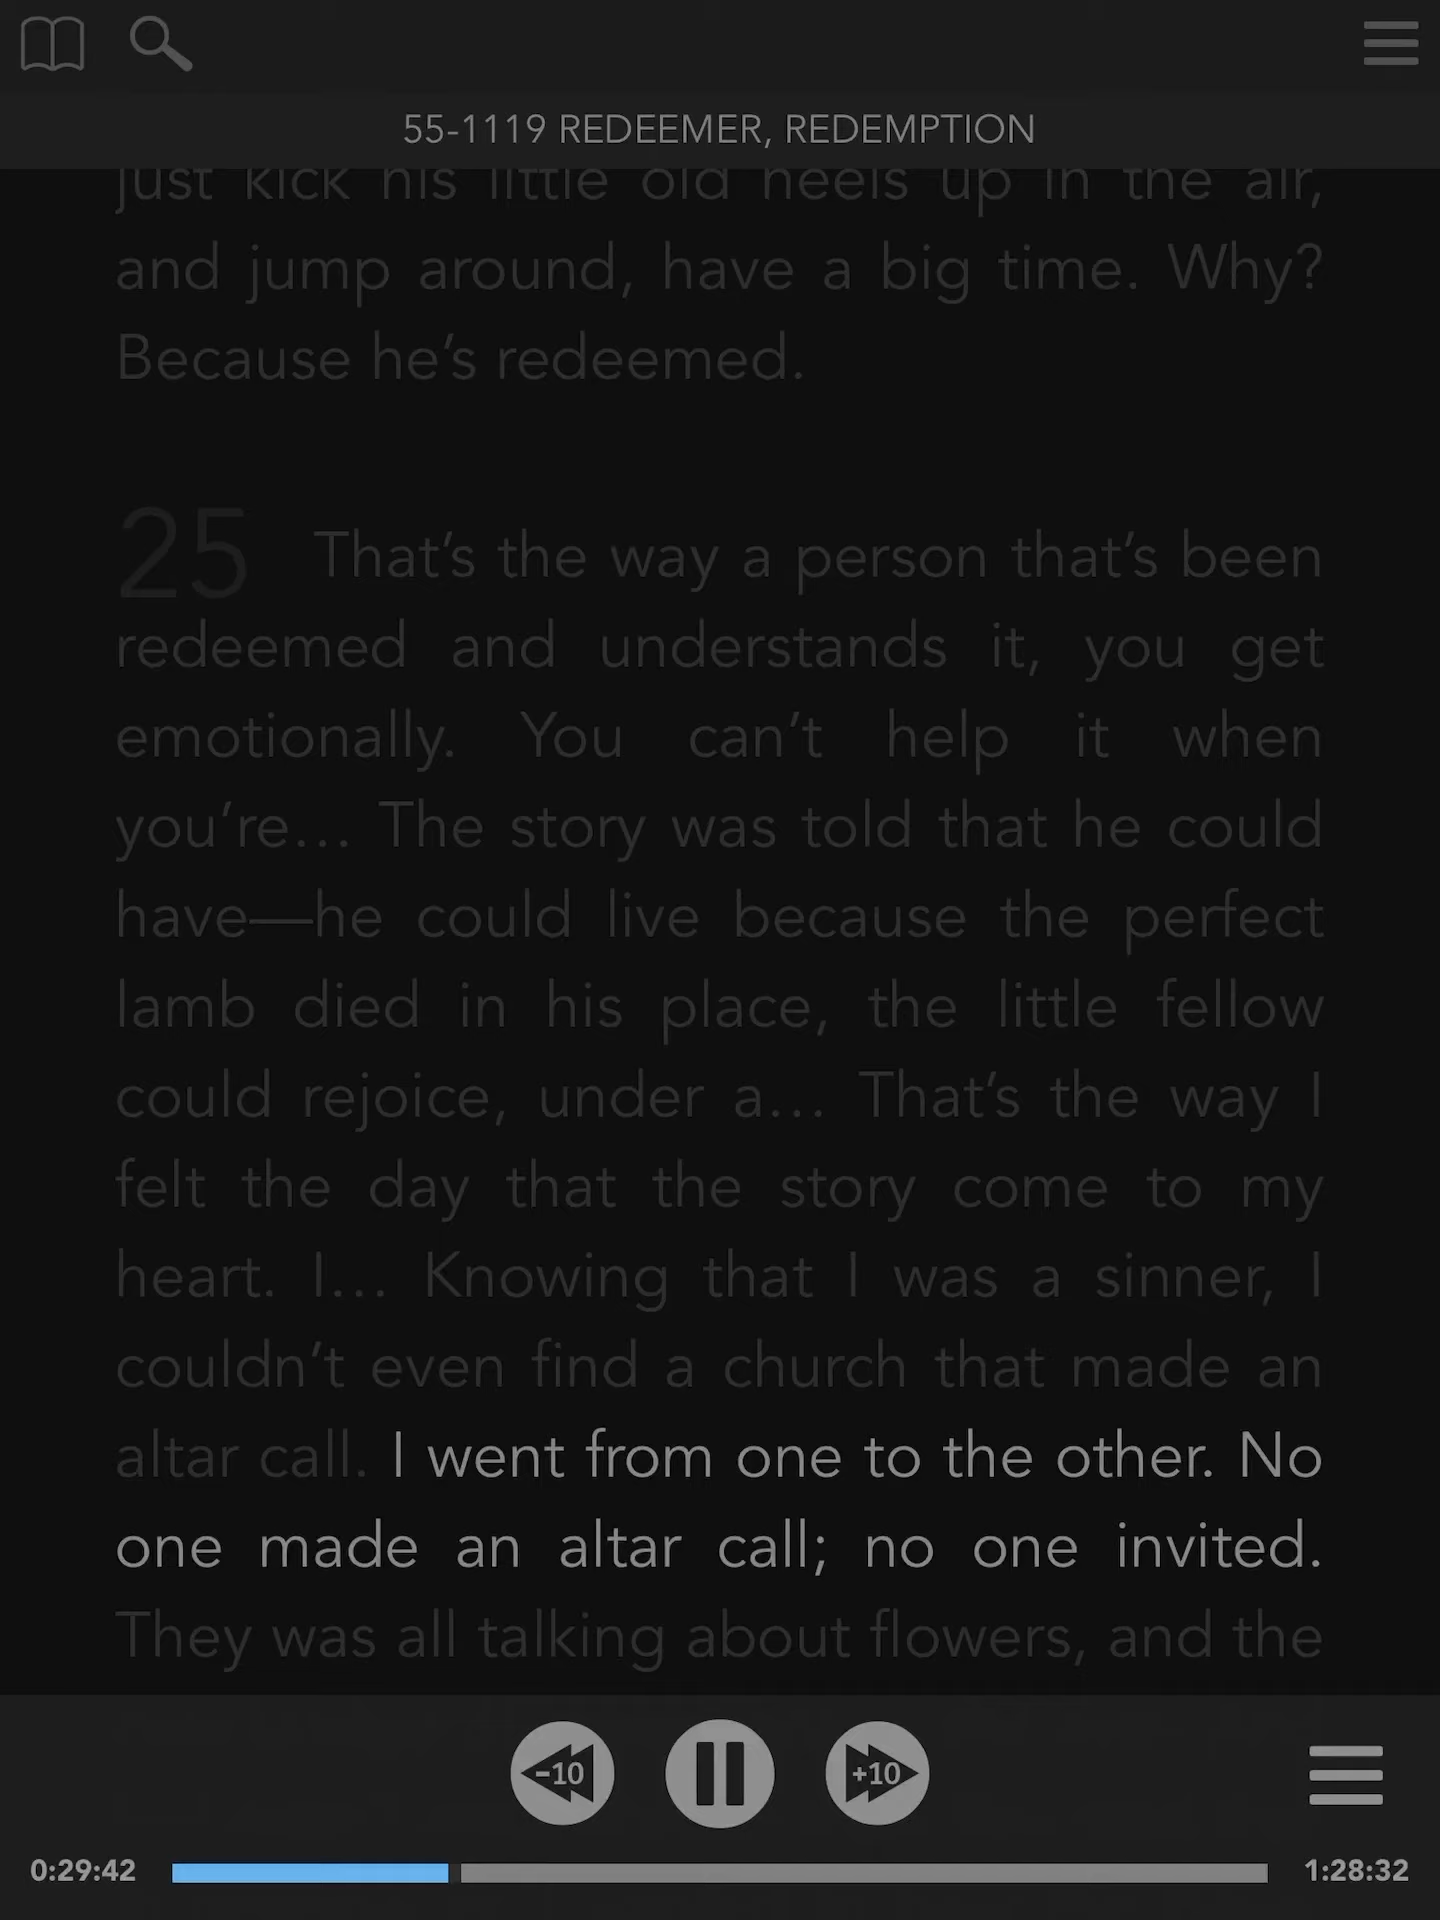 55-1119 REDEEMER, REDEMPTION
just kick his little old heels up in the air,
and jump around, have a big time. Why?
Because he’s redeemed.
25 That’s the way a person that’s been
redeemed and understands it, you get
emotionally. You can’t help it when
you’re… The story was told that he could
have—he could live because the perfect
lamb died in his place, the little fellow
could rejoice, under a… That’s the way I
felt the day that the story come to my
heart. I… Knowing that I was a sinner, I
couldn’t even find a church that made an
altar call. I went from one to the other. No
one made an altar call; no one invited.
They was all talking about flowers, and the
-10 +10
0:29:42 1:28:32